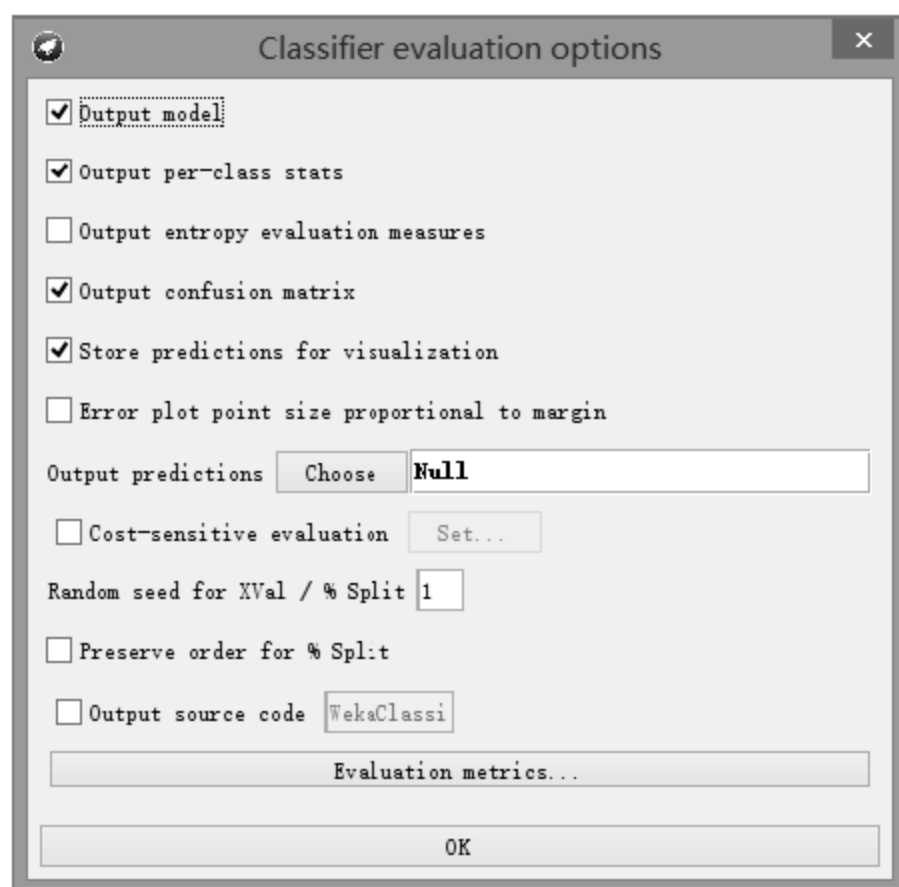 Classifier evaluation options
Output model
Output per-class stats
Output entropy evaluation measures
Output confusion matrix
Store predictions for visualization
Error plot point size proportional to margin
Output predictions Choose Null
Cost-sensitive evaluation Set...
Random seed for XVal / % Split 1
Preserve order for % Split
Output source code WekaClassi
Evaluation metrics...
OK